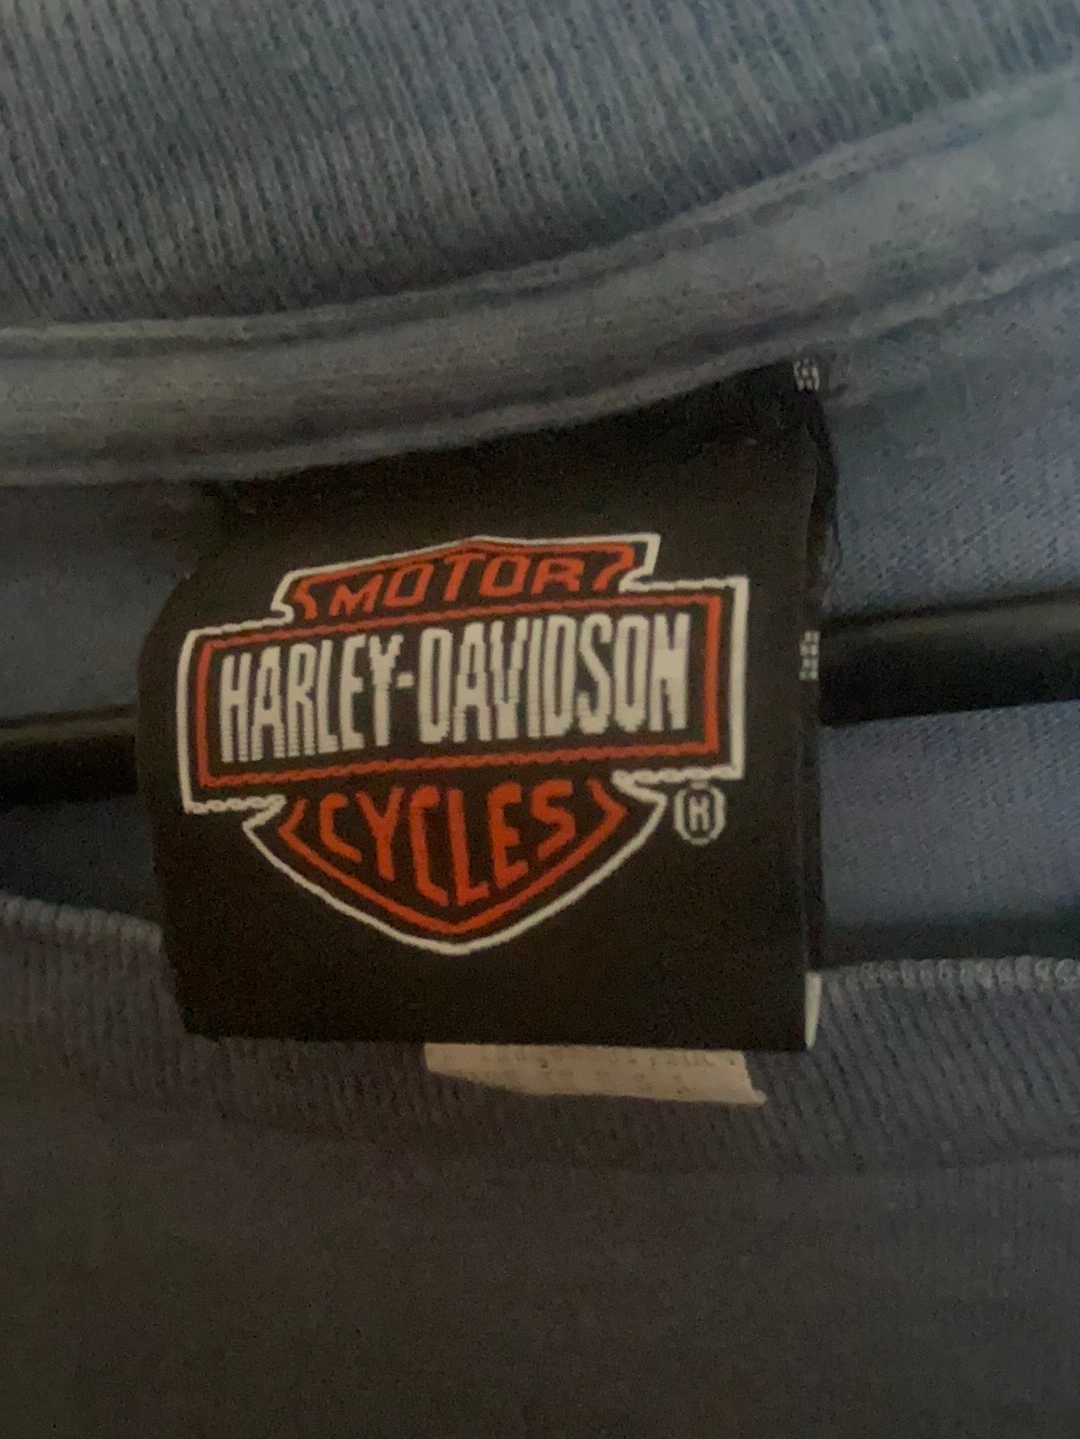 MOTOR
HARLEY-DAVIDSON
CYCLES
®